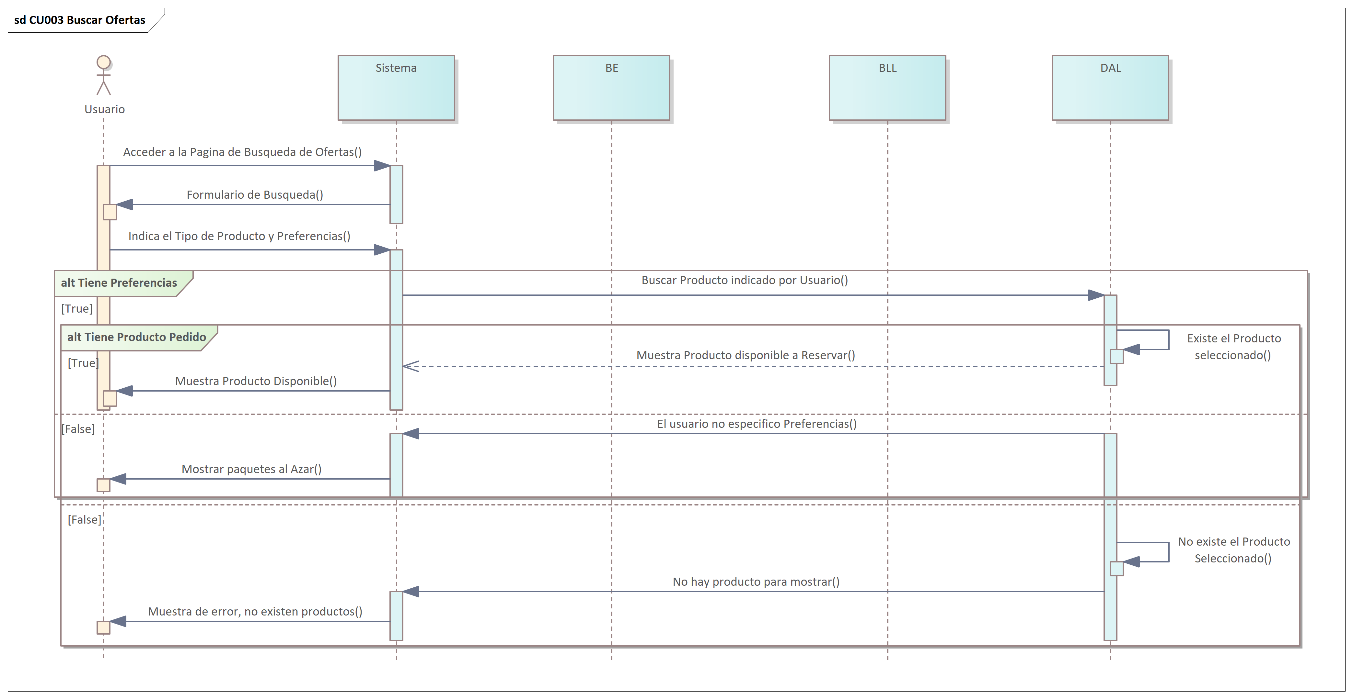 sd CU003 Buscar Ofertas
Usuario
Sistema
BE
BLL
DAL
Acceder a la Pagina de Busqueda de Ofertas()
Formulario de Busqueda()
Indica el Tipo de Producto y Preferencias()
alt Tiene Preferencias
[True]
Buscar Producto indicado por Usuario()
alt Tiene Producto Pedido
[True]
Existe el Producto
seleccionado()
Muestra Producto disponible a Reservar()
Muestra Producto Disponible()
[False]
El usuario no especifico Preferencias()
Mostrar paquetes al Azar()
[False]
No existe el Producto
Seleccionado()
No hay producto para mostrar()
Muestra de error, no existen productos()